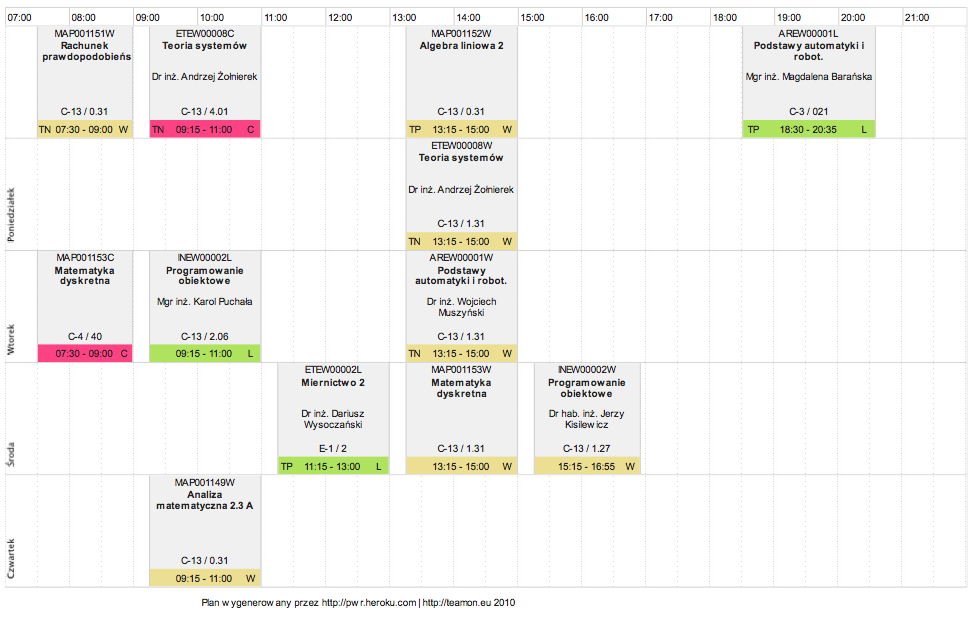 07:00 08:00 09:00 10:00 11:00 12:00 13:00 14:00 15:00 16:00 17:00 18:00 19:00 20:00 21:00
MAP001151W
Rachunek
prawdopodobieńs
C-13 / 0.31
TN 07:30 - 09:00 W
ETEW00008C
Teoria systemów
Dr inż. Andrzej Żołnierek
C-13 / 4.01
TN 09:15 - 11:00 C
MAP001152W
Algebra liniowa 2
C-13 / 0.31
TP 13:15 - 15:00 W
AREW00001L
Podstawy automatyki i
robot.
Mgr inż. Magdalena Barańska
C-3 / 021
TP 18:30 - 20:35 L
Poniedziałek
ETEW00008W
Teoria systemów
Dr inż. Andrzej Żołnierek
C-13 / 1.31
TN 13:15 - 15:00 W
Wtorek
MAP001153C
Matematyka
dyskretna
C-4 / 40
07:30 - 09:00 C
INEW00002L
Programowanie
obiektowe
Mgr inż. Karol Puchała
C-13 / 2.06
09:15 - 11:00 L
AREW00001W
Podstawy
automatyki i robot.
Dr inż. Wojciech
Muszyński
C-13 / 1.31
TN 13:15 - 15:00 W
Środa
ETEW00002L
Miernictwo 2
Dr inż. Dariusz
Wysoczański
E-1 / 2
TP 11:15 - 13:00 L
MAP001153W
Matematyka
dyskretna
C-13 / 1.31
13:15 - 15:00 W
INEW00002W
Programowanie
obiektowe
Dr hab. inż. Jerzy
Kisilewicz
C-13 / 1.27
15:15 - 16:55 W
Czwartek
MAP001149W
Analiza
matematyczna 2.3 A
C-13 / 0.31
09:15 - 11:00 W
Plan wygenerowany przez http://pwr.heroku.com | http://teamon.eu 2010